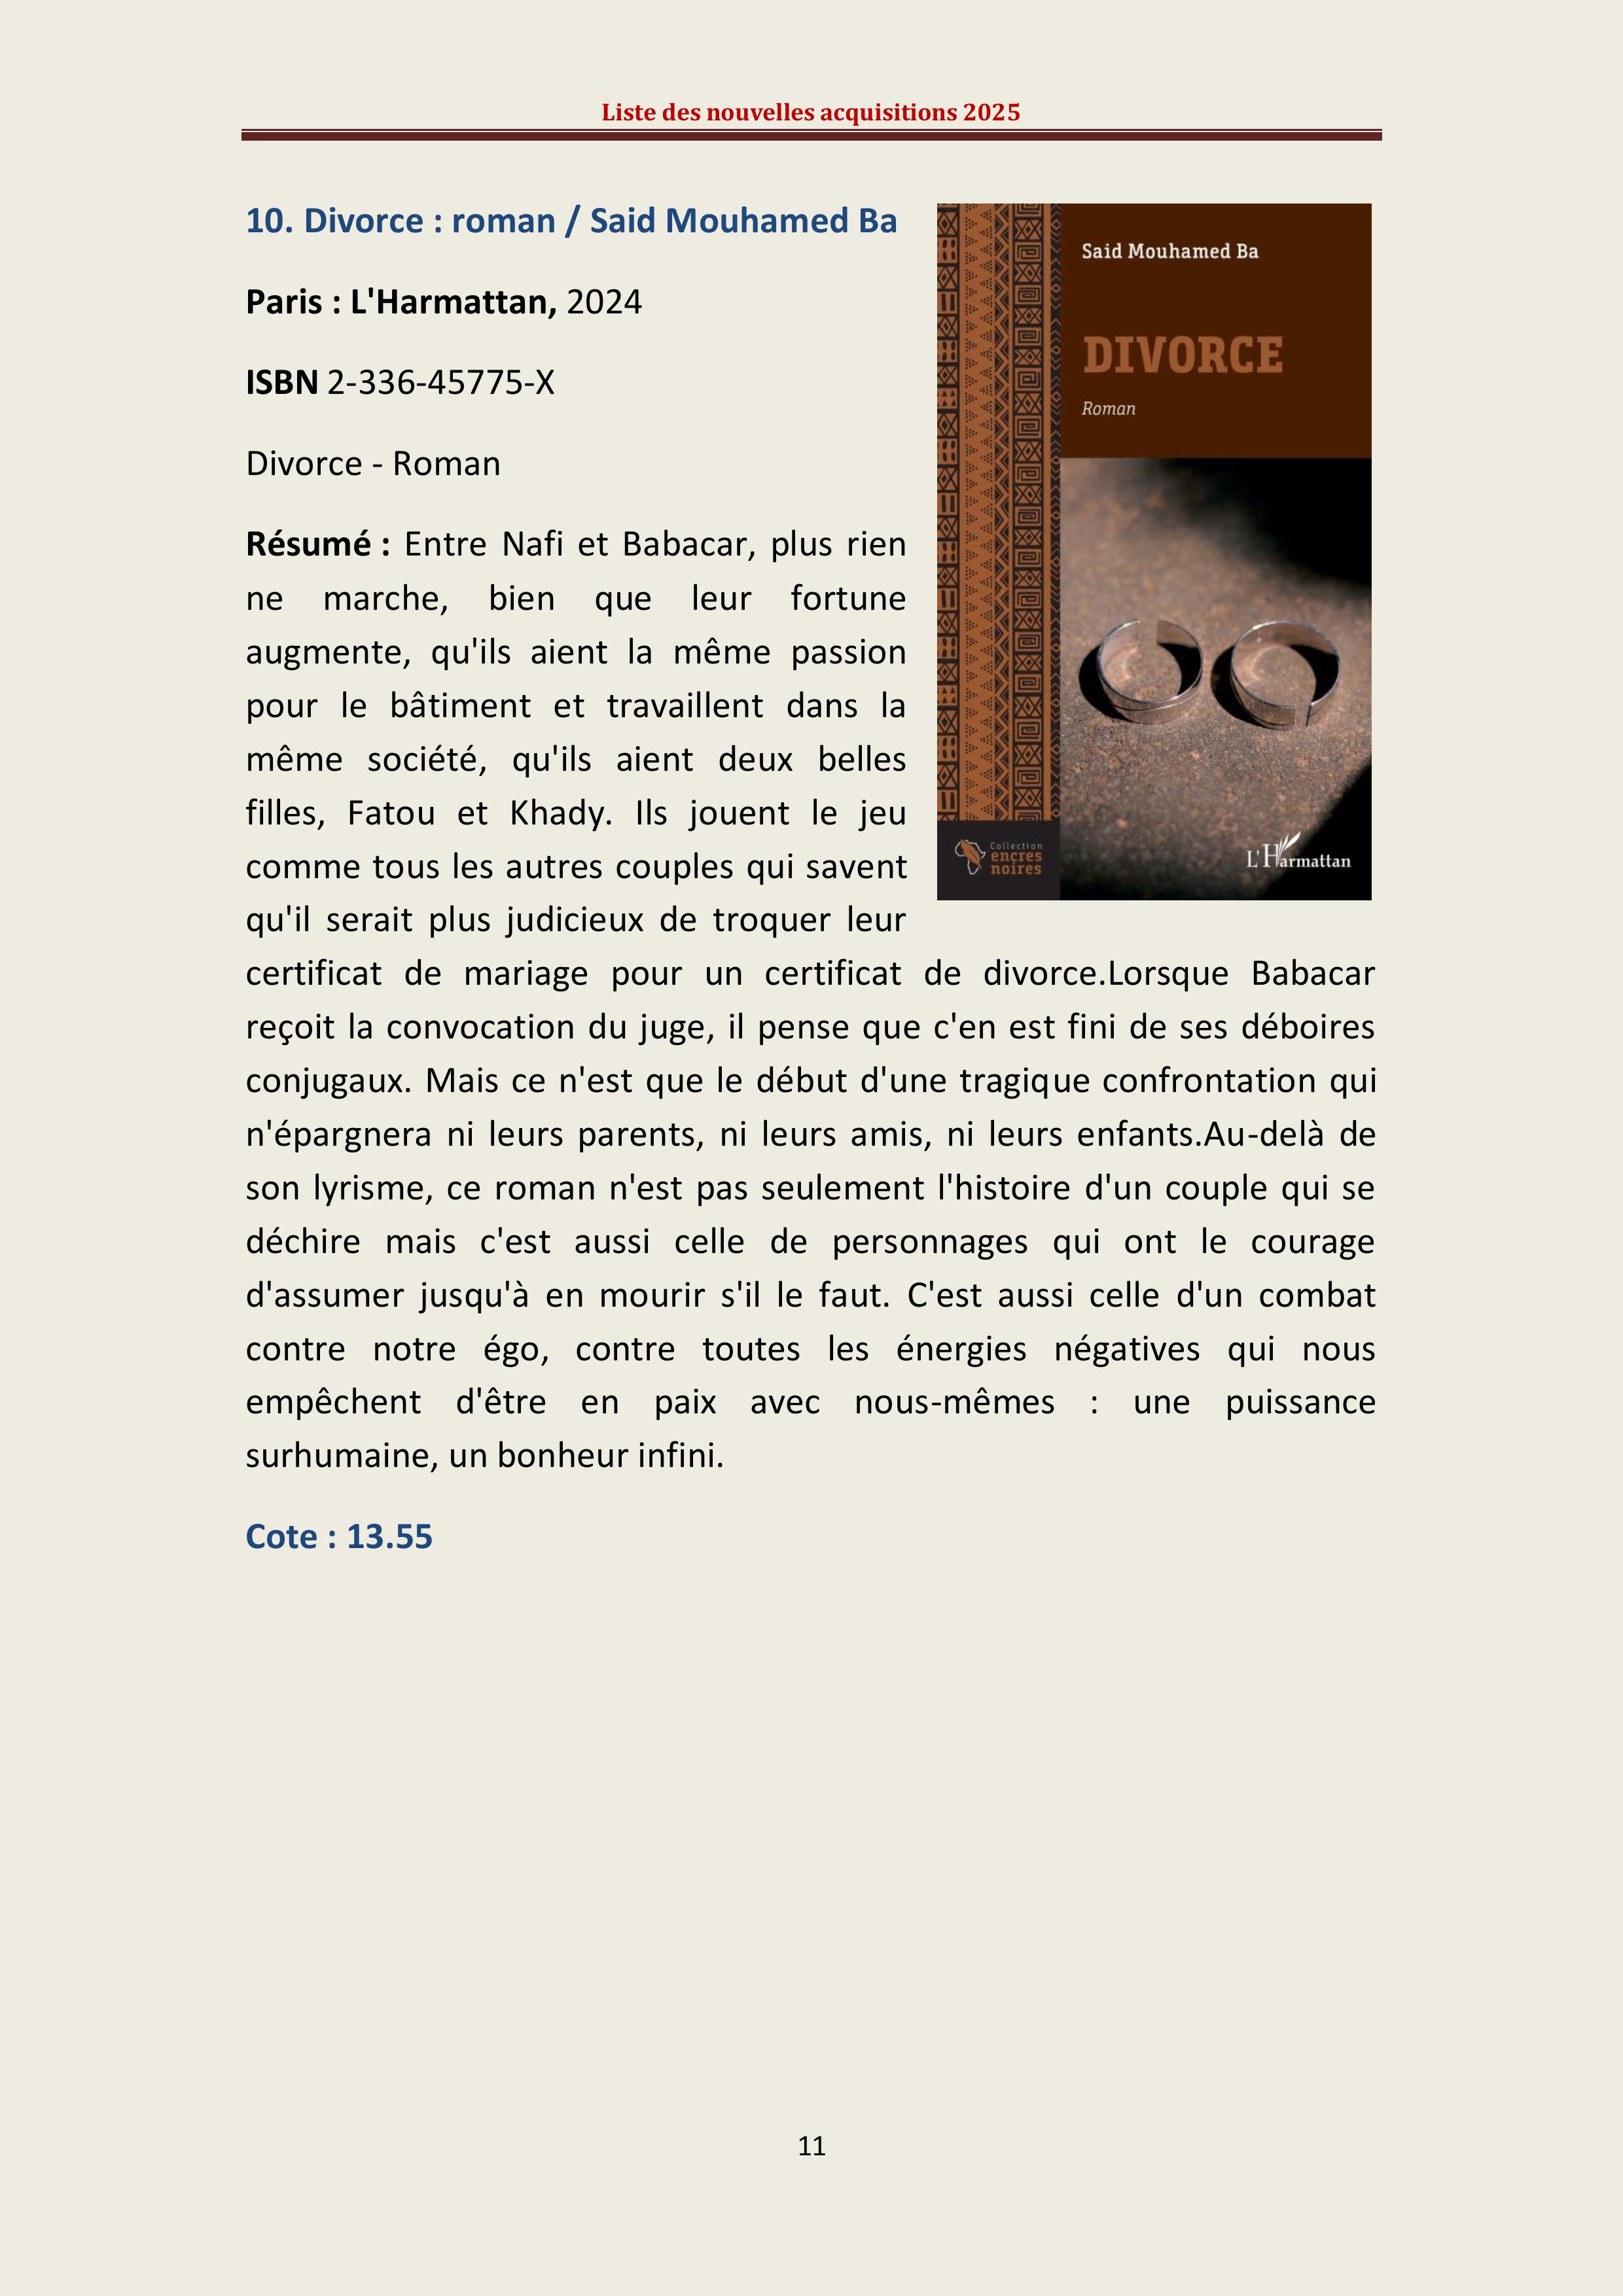 Liste des nouvelles acquisitions 2025
10. Divorce : roman / Said Mouhamed Ba
Paris : L'Harmattan, 2024
ISBN 2-336-45775-X
Divorce - Roman
Résumé : Entre Nafi et Babacar, plus rien
ne marche, bien que leur fortune
augmente, qu'ils aient la même passion
pour le bâtiment et travaillent dans la
même société, qu'ils aient deux belles
filles, Fatou et Khady. Ils jouent le jeu
comme tous les autres couples qui savent
qu'il serait plus judicieux de troquer leur
certificat de mariage pour un certificat de divorce.Lorsque Babacar
reçoit la convocation du juge, il pense que c'en est fini de ses déboires
conjugaux. Mais ce n'est que le début d'une tragique confrontation qui
n'épargnera ni leurs parents, ni leurs amis, ni leurs enfants.Au-delà de
son lyrisme, ce roman n'est pas seulement l'histoire d'un couple qui se
déchire mais c'est aussi celle de personnages qui ont le courage
d'assumer jusqu'à en mourir s'il le faut. C'est aussi celle d'un combat
contre notre égo, contre toutes les énergies négatives qui nous
empêchent d'être en paix avec nous-mêmes : une puissance
surhumaine, un bonheur infini.
Cote : 13.55
Said Mouhamed Ba
DIVORCE
Roman
Collection
encres
noires
L'Harmattan
11